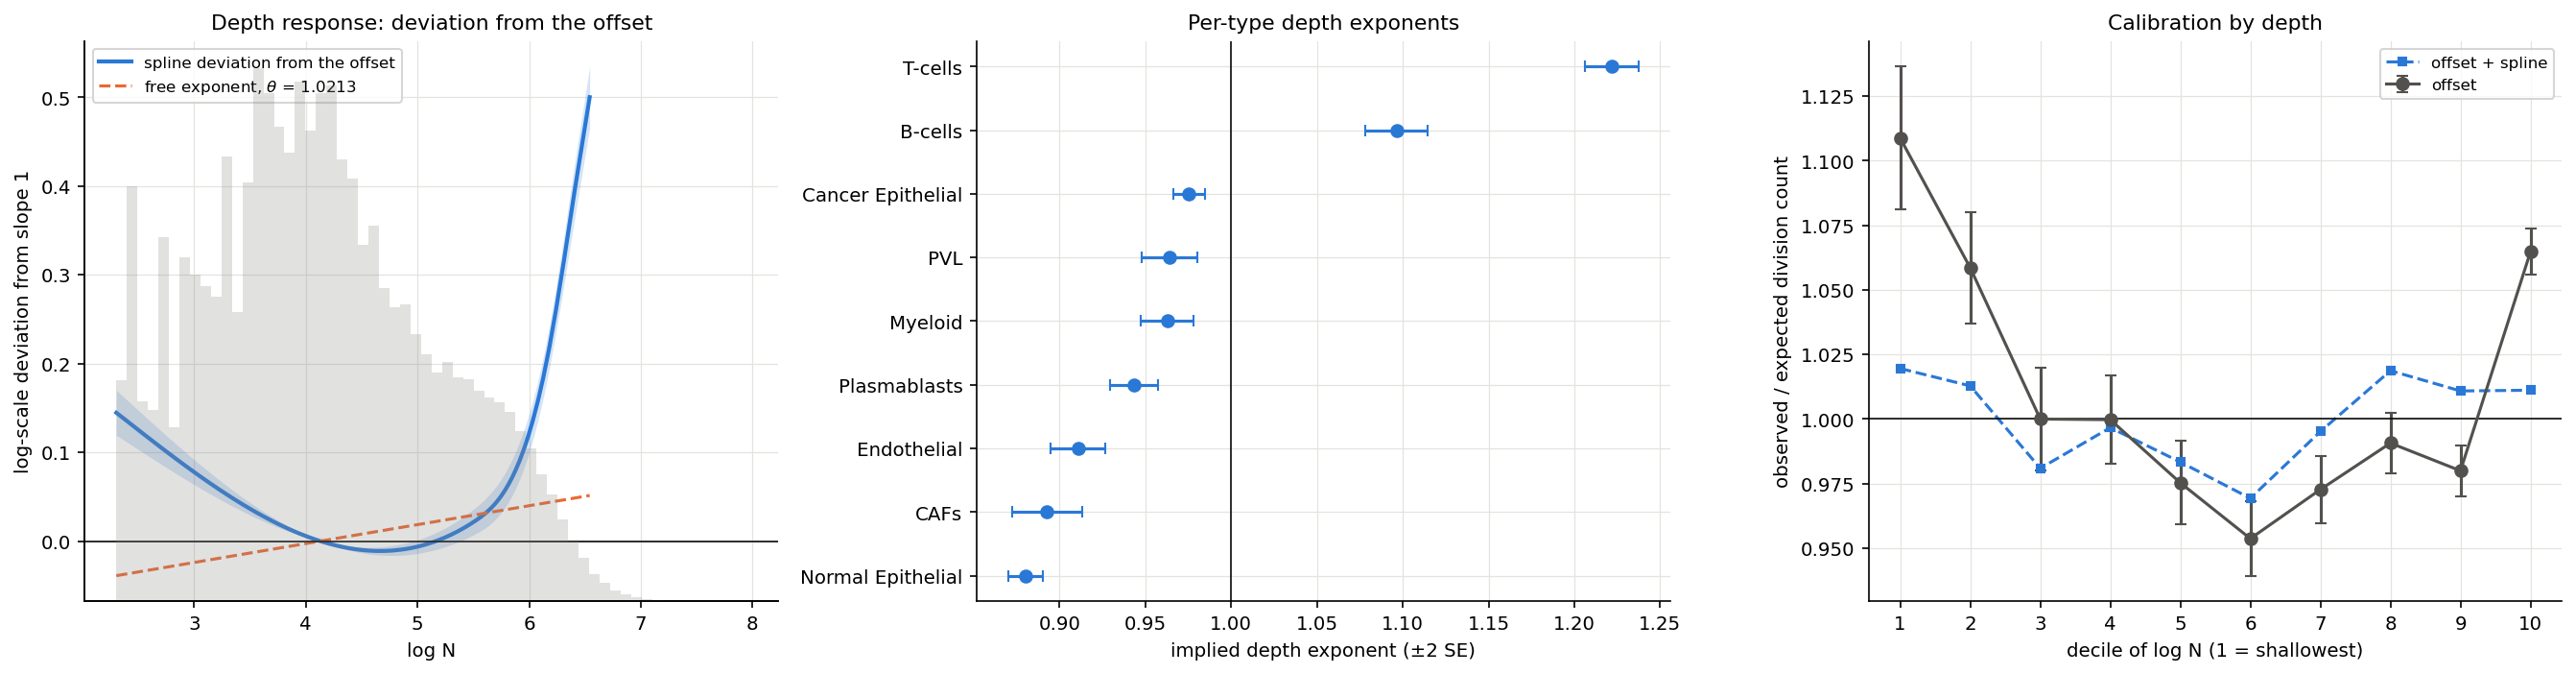 Depth response: deviation from the offset
spline deviation from the offset
free exponent, θ = 1.0213
log-scale deviation from slope 1
0.5
0.4
0.3
0.2
0.1
0.0
3 4 5 6 7 8
log N
Per-type depth exponents
T-cells
B-cells
Cancer Epithelial
PVL
Myeloid
Plasmablasts
Endothelial
CAFs
Normal Epithelial
0.90 0.95 1.00 1.05 1.10 1.15 1.20 1.25
implied depth exponent (±2 SE)
Calibration by depth
offset + spline
offset
observed / expected division count
1.125
1.100
1.075
1.050
1.025
1.000
0.975
0.950
1 2 3 4 5 6 7 8 9 10
decile of log N (1 = shallowest)